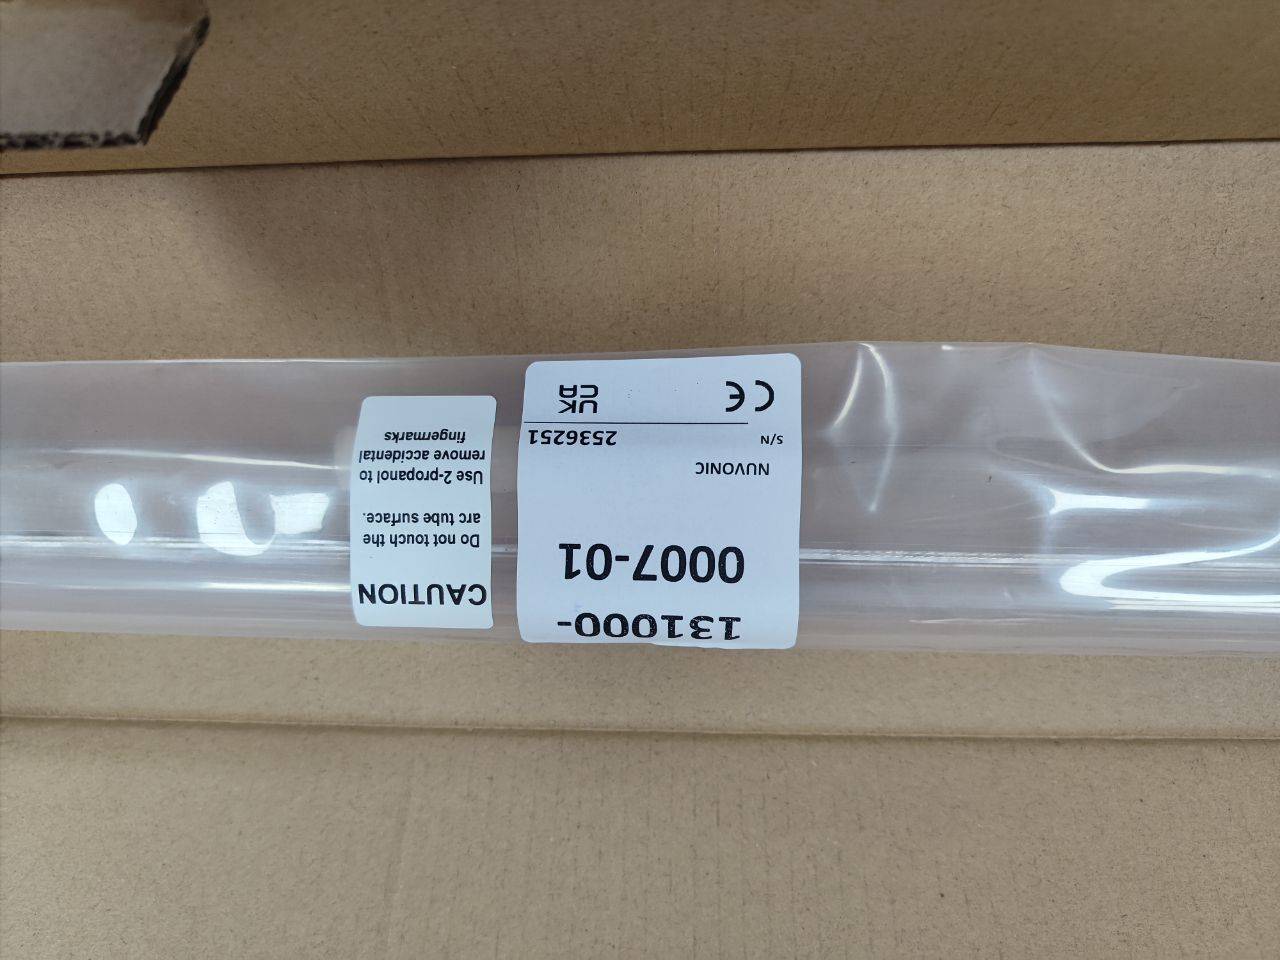 131000-
0007-01
NUVONIC
S/N 2536251
CE
UK
CA
CAUTION
Do not touch the
arc tube surface.
Use 2-propanol to
remove accidental
fingermarks